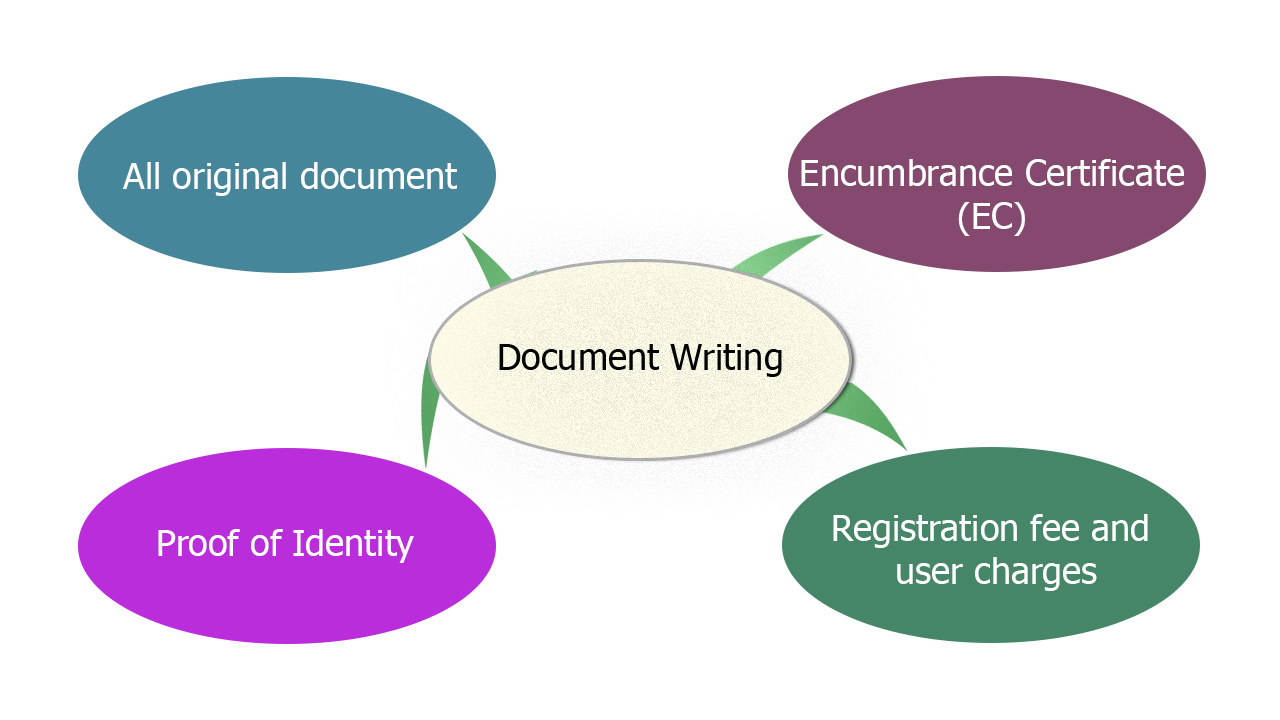 All original document
Encumbrance Certificate
(EC)
Document Writing
Proof of Identity
Registration fee and
user charges